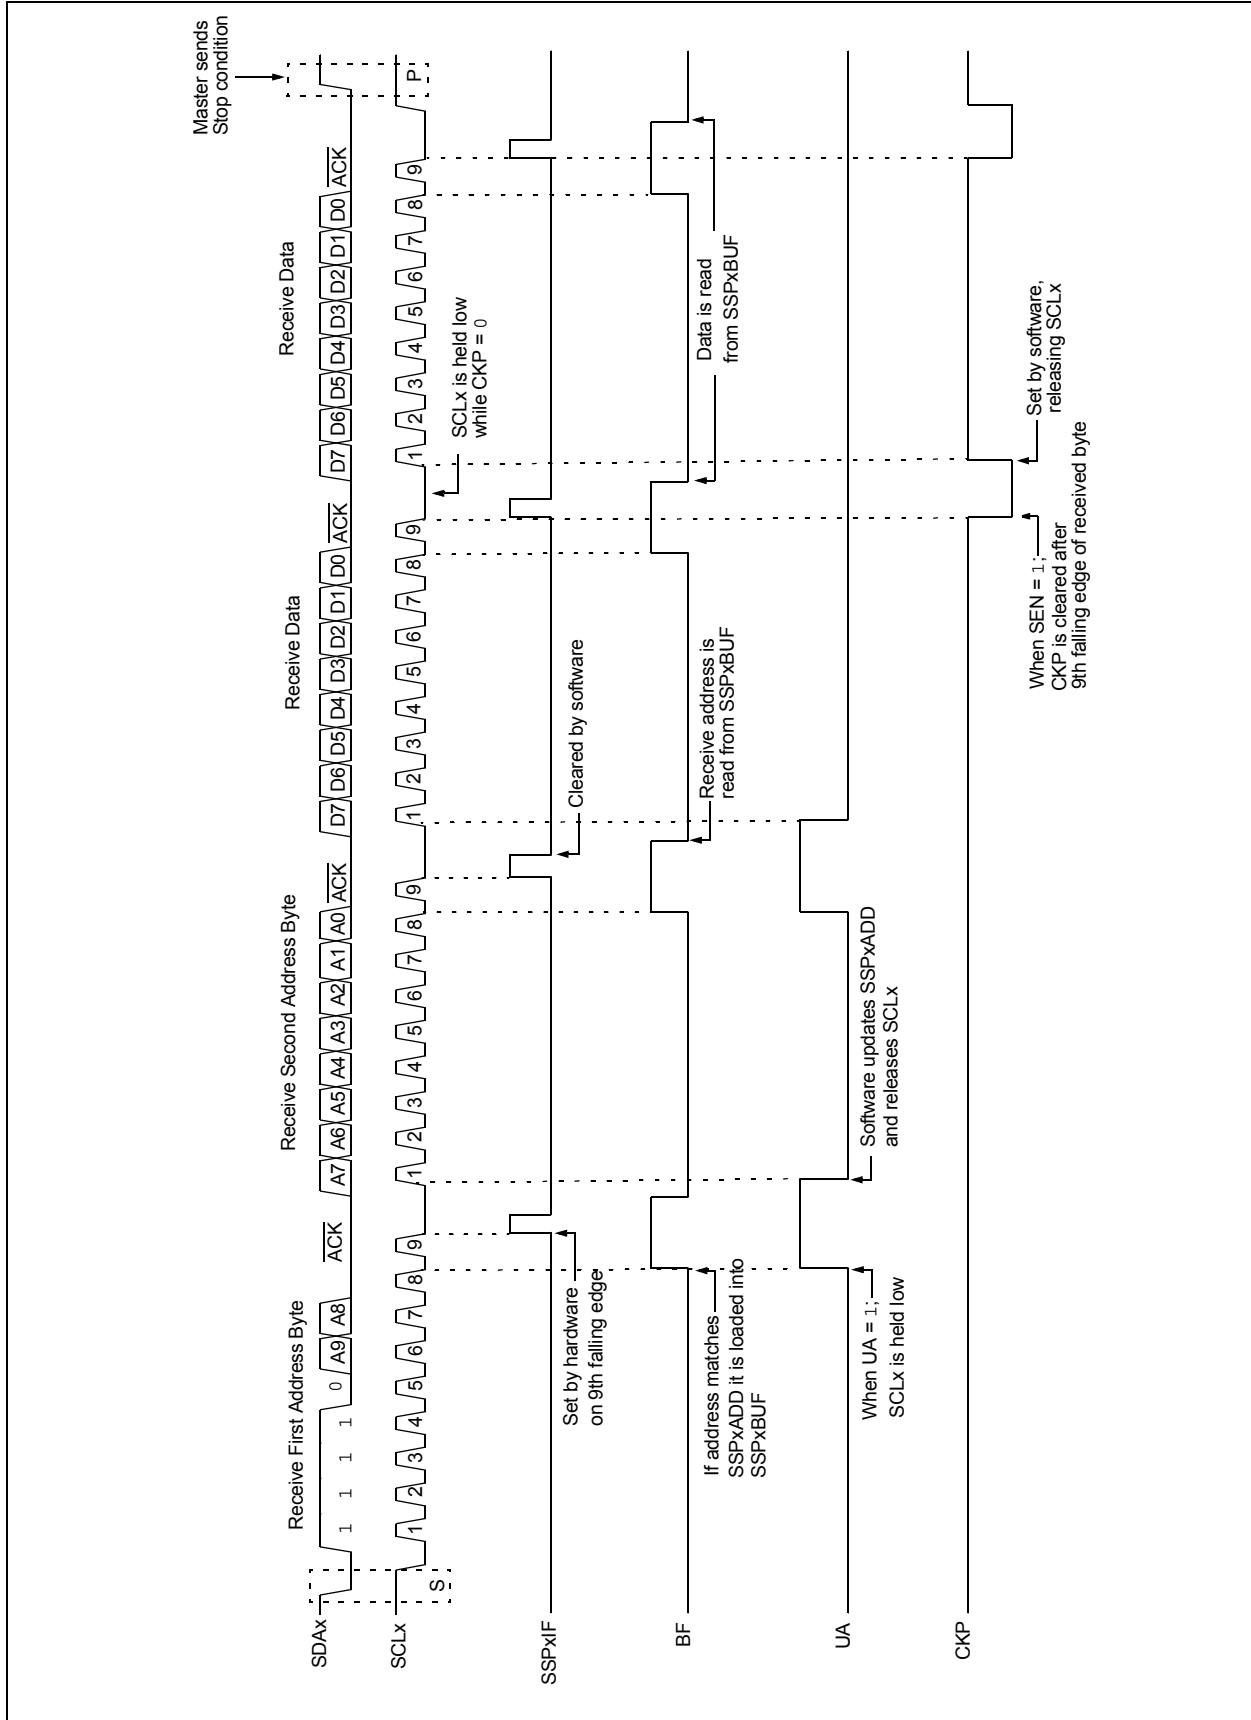 Master sends
Stop condition
Receive First Address Byte
Receive Second Address Byte
Receive Data
Receive Data
SDAx
1 1 1 1 0 A9 A8 ACK A7 A6 A5 A4 A3 A2 A1 A0 ACK D7 D6 D5 D4 D3 D2 D1 D0 ACK D7 D6 D5 D4 D3 D2 D1 D0 ACK
SCLx
S 1 2 3 4 5 6 7 8 9 1 2 3 4 5 6 7 8 9 1 2 3 4 5 6 7 8 9 1 2 3 4 5 6 7 8 9 P
SCLx is held low
while CKP = 0
SSPxIF
Set by hardware
on 9th falling edge
Cleared by software
BF
If address matches
SSPxADD it is loaded into
SSPxBUF
Receive address is
read from SSPxBUF
Data is read
from SSPxBUF
UA
When UA = 1;
SCLx is held low
Software updates SSPxADD
and releases SCLx
CKP
When SEN = 1;
CKP is cleared after
9th falling edge of received byte
Set by software,
releasing SCLx